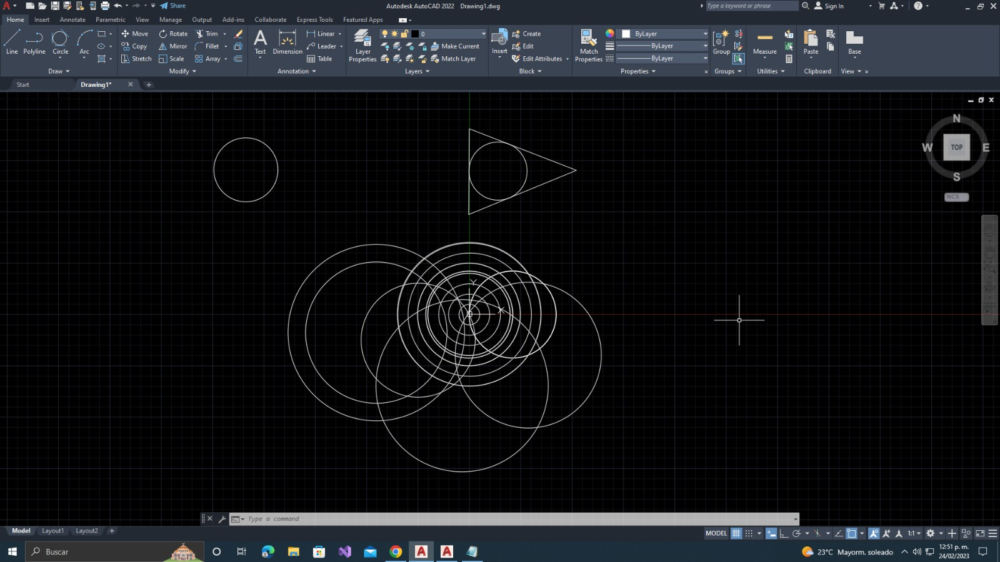 Share
Autodesk AutoCAD 2022 Drawing1.dwg
Type a keyword or phrase
Sign In
Home Insert Annotate Parametric View Manage Output Add-ins Collaborate Express Tools Featured Apps
Line Polyline Circle Arc
Move Rotate Trim
Copy Mirror Fillet
Stretch Scale Array
Text Dimension
Linear
Leader
Table
Layer Properties
0
Make Current
Match Layer
Insert
Create
Edit
Edit Attributes
Match Properties
ByLayer
ByLayer
ByLayer
Group
Measure
Paste
Base
Draw Modify Annotation Layers Block Properties Groups Utilities Clipboard View
Start Drawing1*
N
W TOP E
S
WCS
Y
X
Type a command
Model Layout1 Layout2
MODEL
1:1
Buscar
23°C Mayorm. soleado
12:51 p. m.
24/02/2023